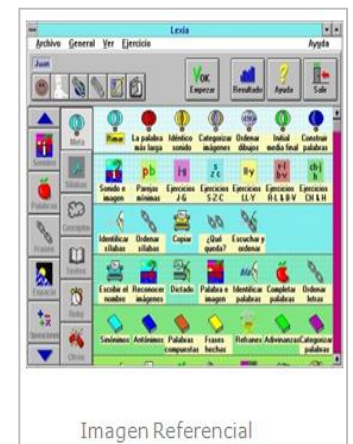 Lexia
Archivo General Ver Ejercicio Ayuda
Juan
OK
Empezar Resultado Ayuda Salir
Sonidos
Palabras
Frases
Espacio
Operaciones
Meta
Sílabas
Conceptos
Textos
Reloj
Otros
Rimas La palabra más larga Idéntico sonido Categorizar imágenes Ordenar dibujos Inicial media final Construir palabras
pb j-g s z c ll-y r-l b-v ch j k
Sonido e imagen Parejas mínimas Ejercicios J-G Ejercicios S-Z-C Ejercicios LL-Y Ejercicios R-L & B-V Ejercicios CH & H
Identificar sílabas Ordenar sílabas Copiar ¿Qué queda? Escuchar y ordenar
Escribe el nombre Reconocer imágenes Dictado Palabra e imagen Identificar palabras Completar palabras Ordenar letras
Sinónimos Antónimos Palabras compuestas Frases hechas Refranes Adivinanzas Categorizar palabras
Imagen Referencial